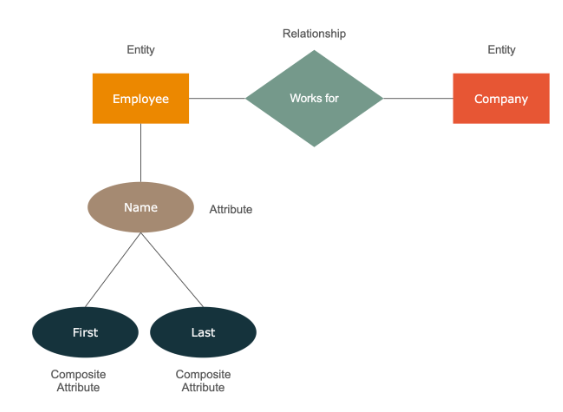 Relationship
Entity
Entity
Employee
Works for
Company
Name
Attribute
First
Last
Composite
Attribute
Composite
Attribute